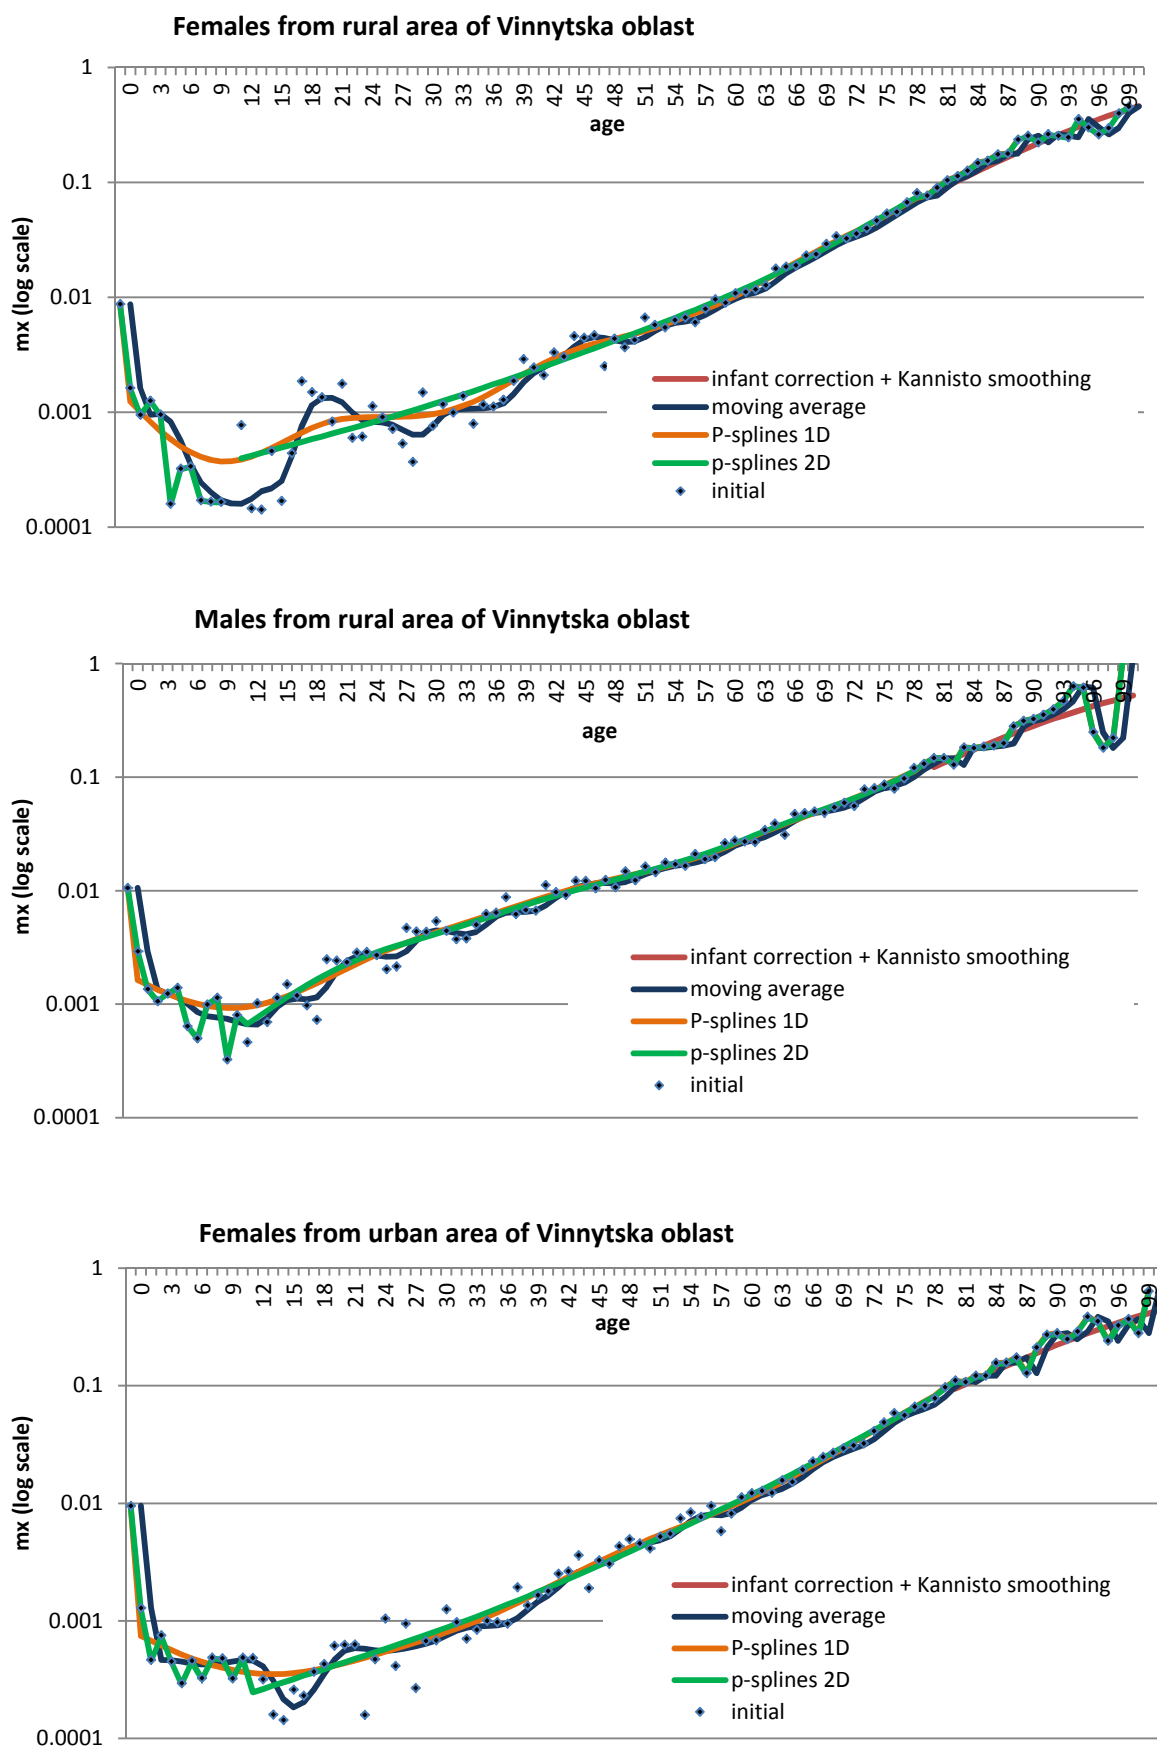 Females from rural area of Vinnytska oblast
1
0 3 6 9 12 15 18 21 24 27 30 33 36 39 42 45 48 51 54 57 60 63 66 69 72 75 78 81 84 87 90 93 96 99
age
0.1
mx (log scale)
0.01
0.001
0.0001
infant correction + Kannisto smoothing
moving average
P-splines 1D
p-splines 2D
initial
Males from rural area of Vinnytska oblast
1
0 3 6 9 12 15 18 21 24 27 30 33 36 39 42 45 48 51 54 57 60 63 66 69 72 75 78 81 84 87 90 93 96 99
age
0.1
mx (log scale)
0.01
0.001
0.0001
infant correction + Kannisto smoothing
moving average
P-splines 1D
p-splines 2D
initial
Females from urban area of Vinnytska oblast
1
0 3 6 9 12 15 18 21 24 27 30 33 36 39 42 45 48 51 54 57 60 63 66 69 72 75 78 81 84 87 90 93 96 99
age
0.1
mx (log scale)
0.01
0.001
0.0001
infant correction + Kannisto smoothing
moving average
P-splines 1D
p-splines 2D
initial